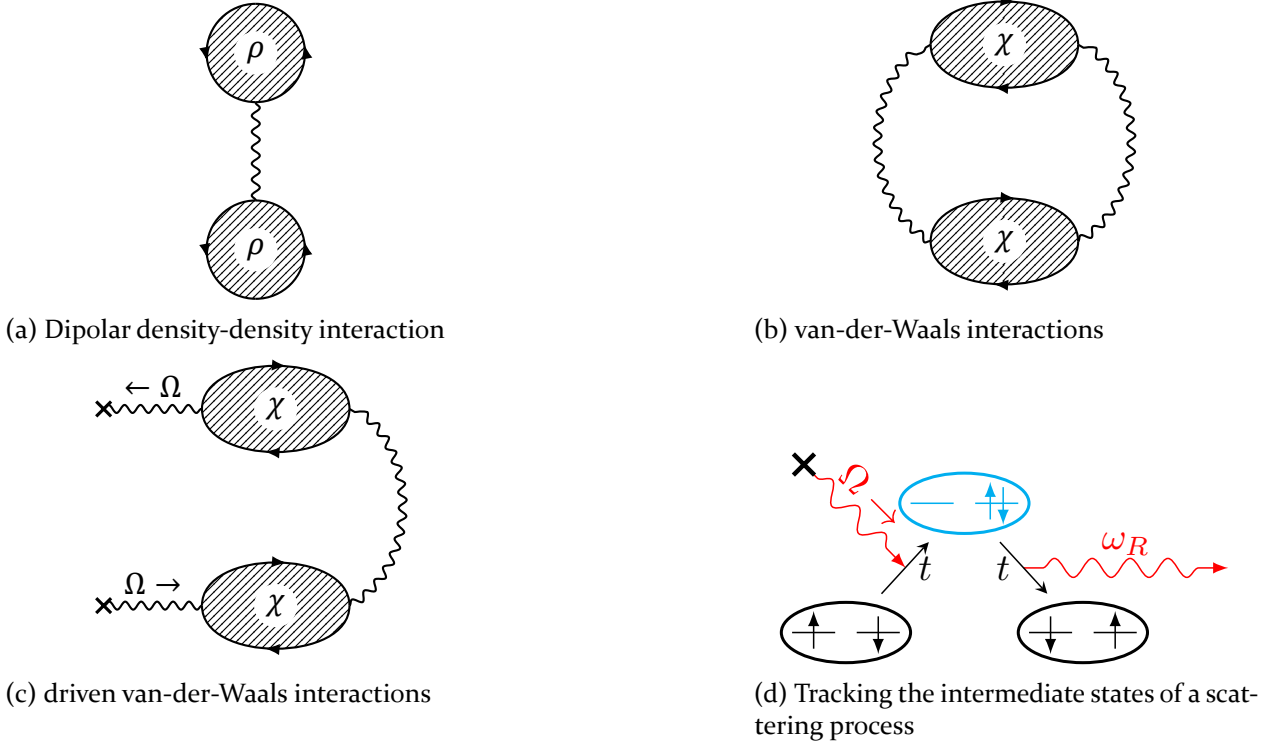 ρ
ρ
(a) Dipolar density-density interaction
χ
χ
(b) van-der-Waals interactions
← Ω
χ
Ω →
χ
(c) driven van-der-Waals interactions
Ω
t
t
ω_R
(d) Tracking the intermediate states of a scat-
tering process